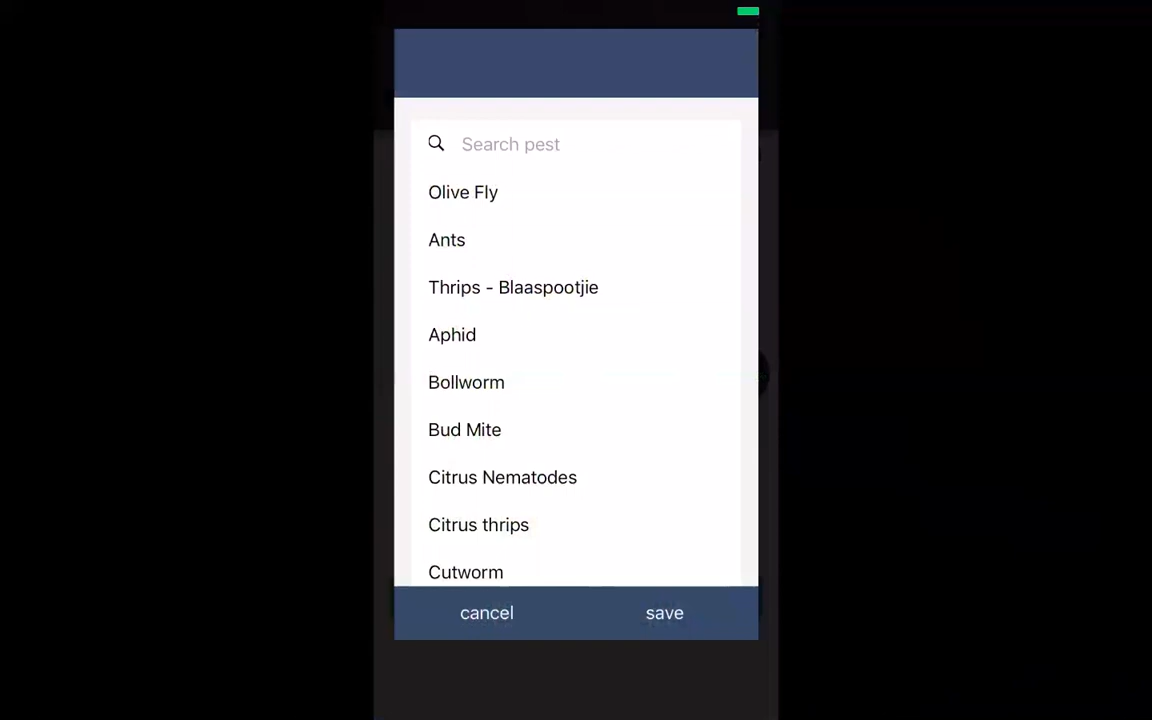 Search pest
Olive Fly
Ants
Thrips - Blaaspootjie
Aphid
Bollworm
Bud Mite
Citrus Nematodes
Citrus thrips
Cutworm
cancel save